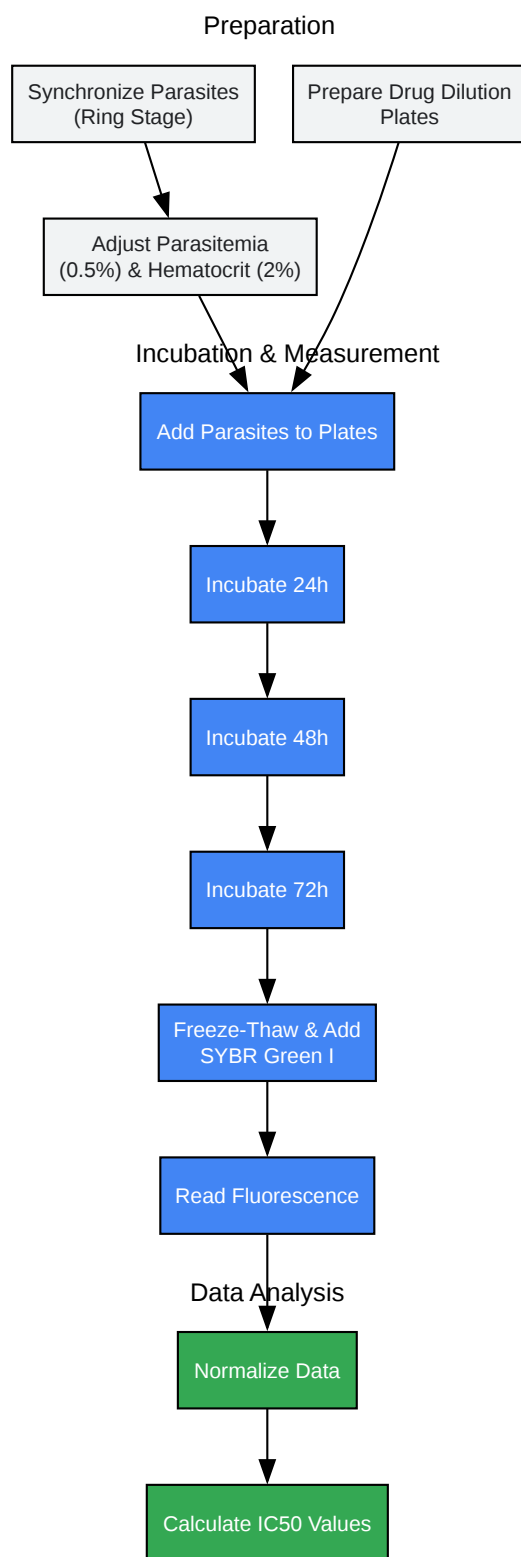 Preparation
Synchronize Parasites
(Ring Stage)
Prepare Drug Dilution
Plates
Adjust Parasitemia
(0.5%) & Hematocrit (2%)
Incubation & Measurement
Add Parasites to Plates
Incubate 24h
Incubate 48h
Incubate 72h
Freeze-Thaw & Add
SYBR Green I
Read Fluorescence
Data Analysis
Normalize Data
Calculate IC50 Values